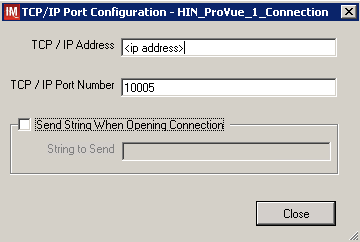 IM TCP/IP Port Configuration - HIN_ProVue_1_Connection
TCP / IP Address <ip address>
TCP / IP Port Number 10005
Send String When Opening Connection
String to Send
Close